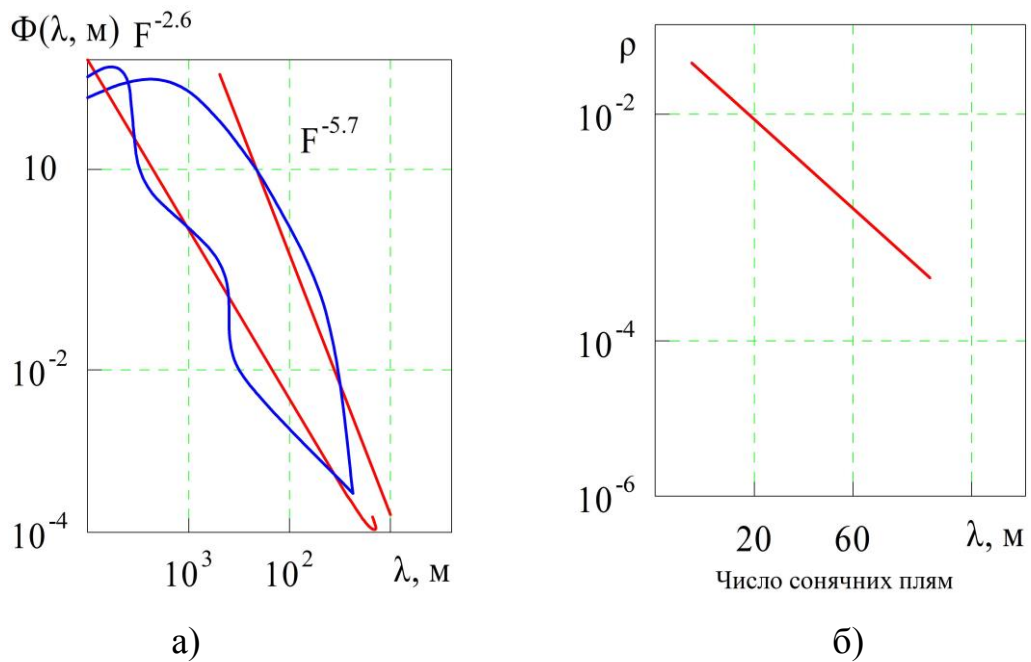 Φ(λ, м) F^-2.6
F^-5.7
10
10^-2
10^-4
10^3 10^2 λ, м
а)
ρ
10^-2
10^-4
10^-6
20 60 λ, м
Число сонячних плям
б)